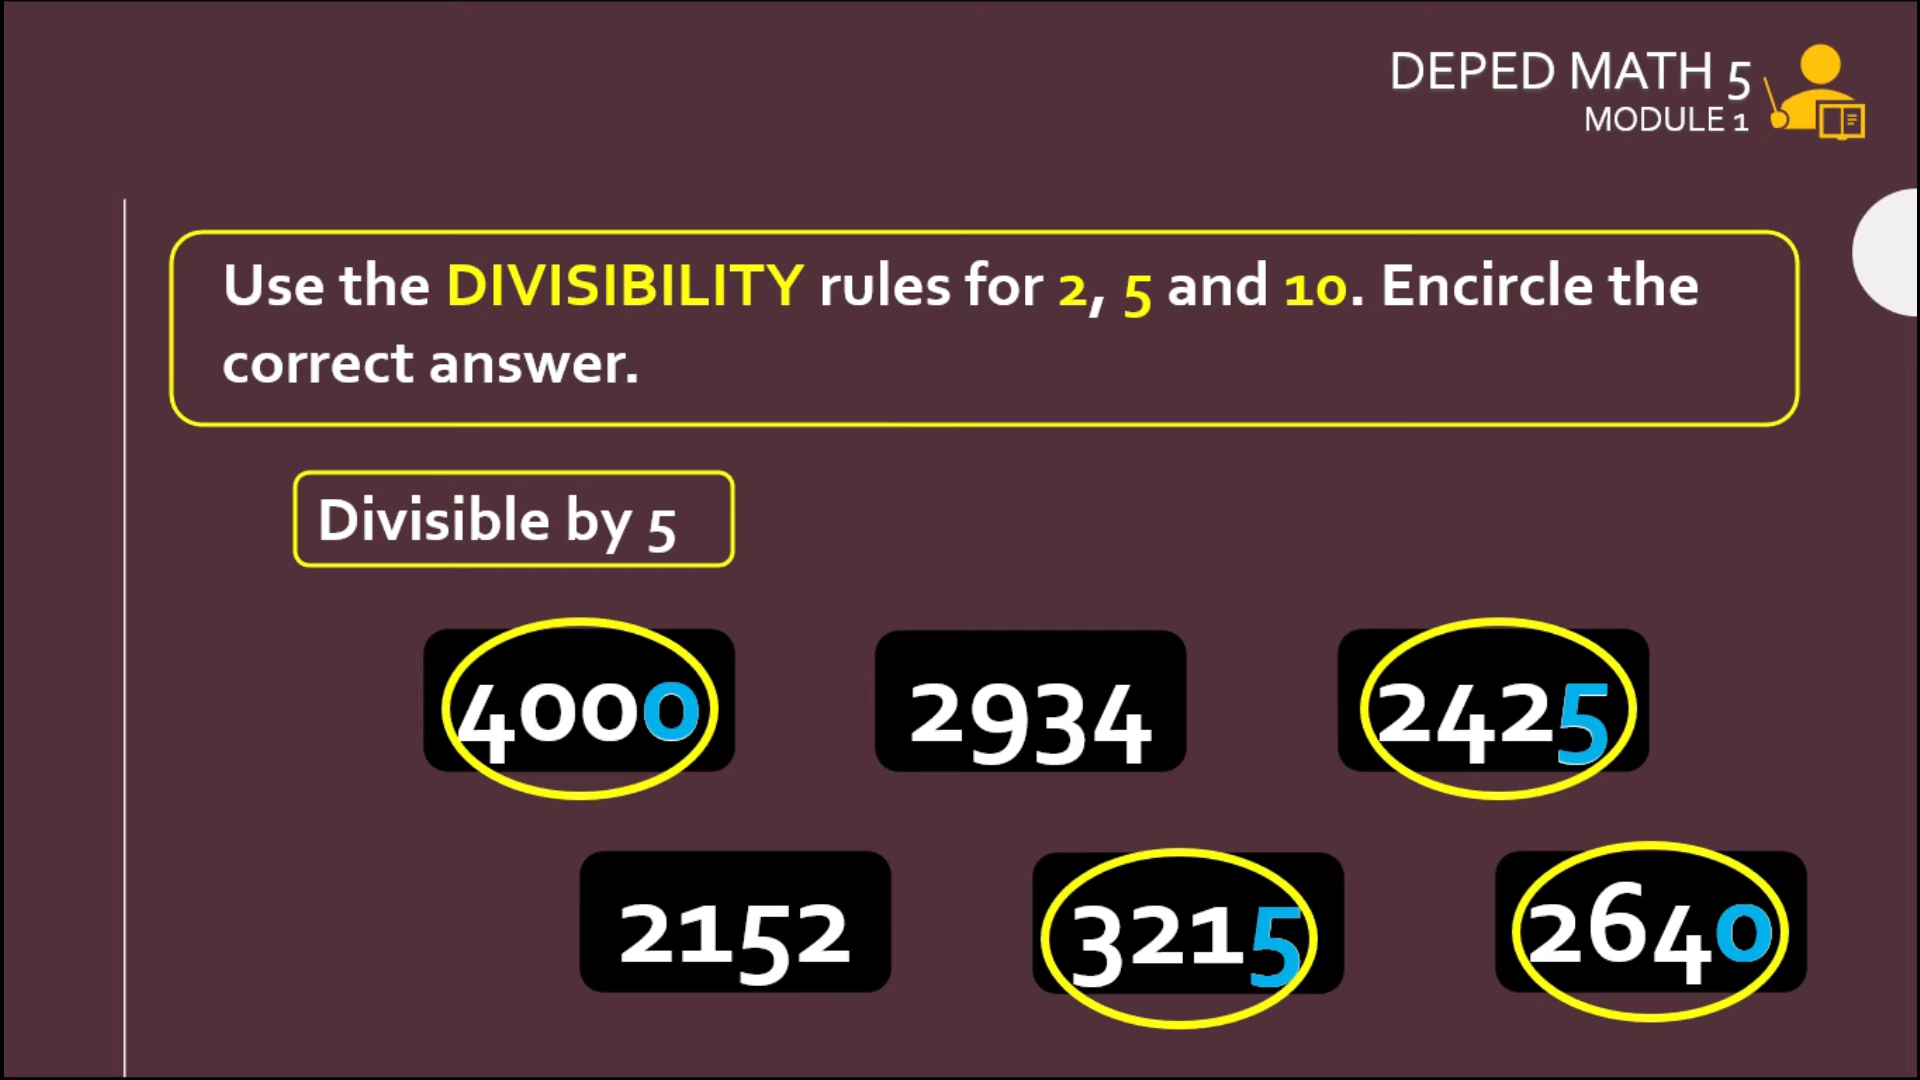 DEPED MATH 5
MODULE 1
Use the DIVISIBILITY rules for 2, 5 and 10. Encircle the
correct answer.
Divisible by 5
4000 2934 2425
2152 3215 2640